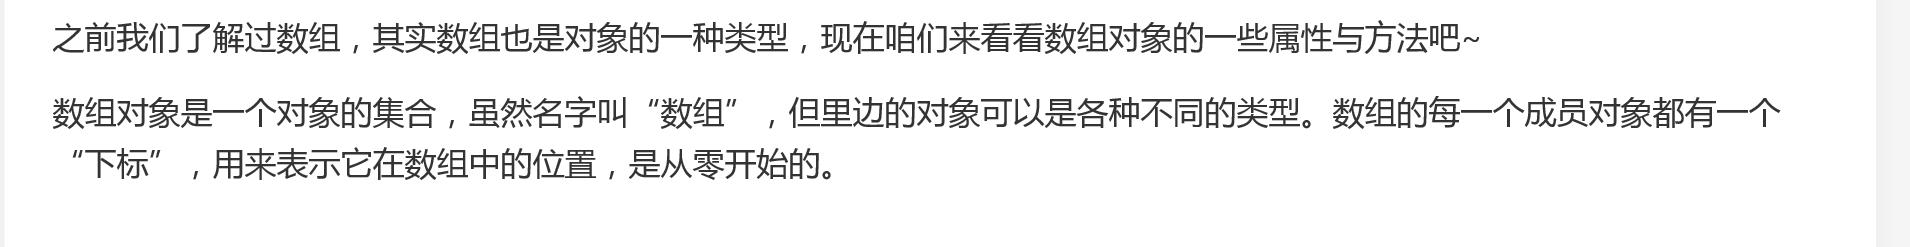 之前我们了解过数组，其实数组也是对象的一种类型，现在咱们来看看数组对象的一些属性与方法吧~
数组对象是一个对象的集合，虽然名字叫“数组”，但里边的对象可以是各种不同的类型。数组的每一个成员对象都有一个
“下标”，用来表示它在数组中的位置，是从零开始的。